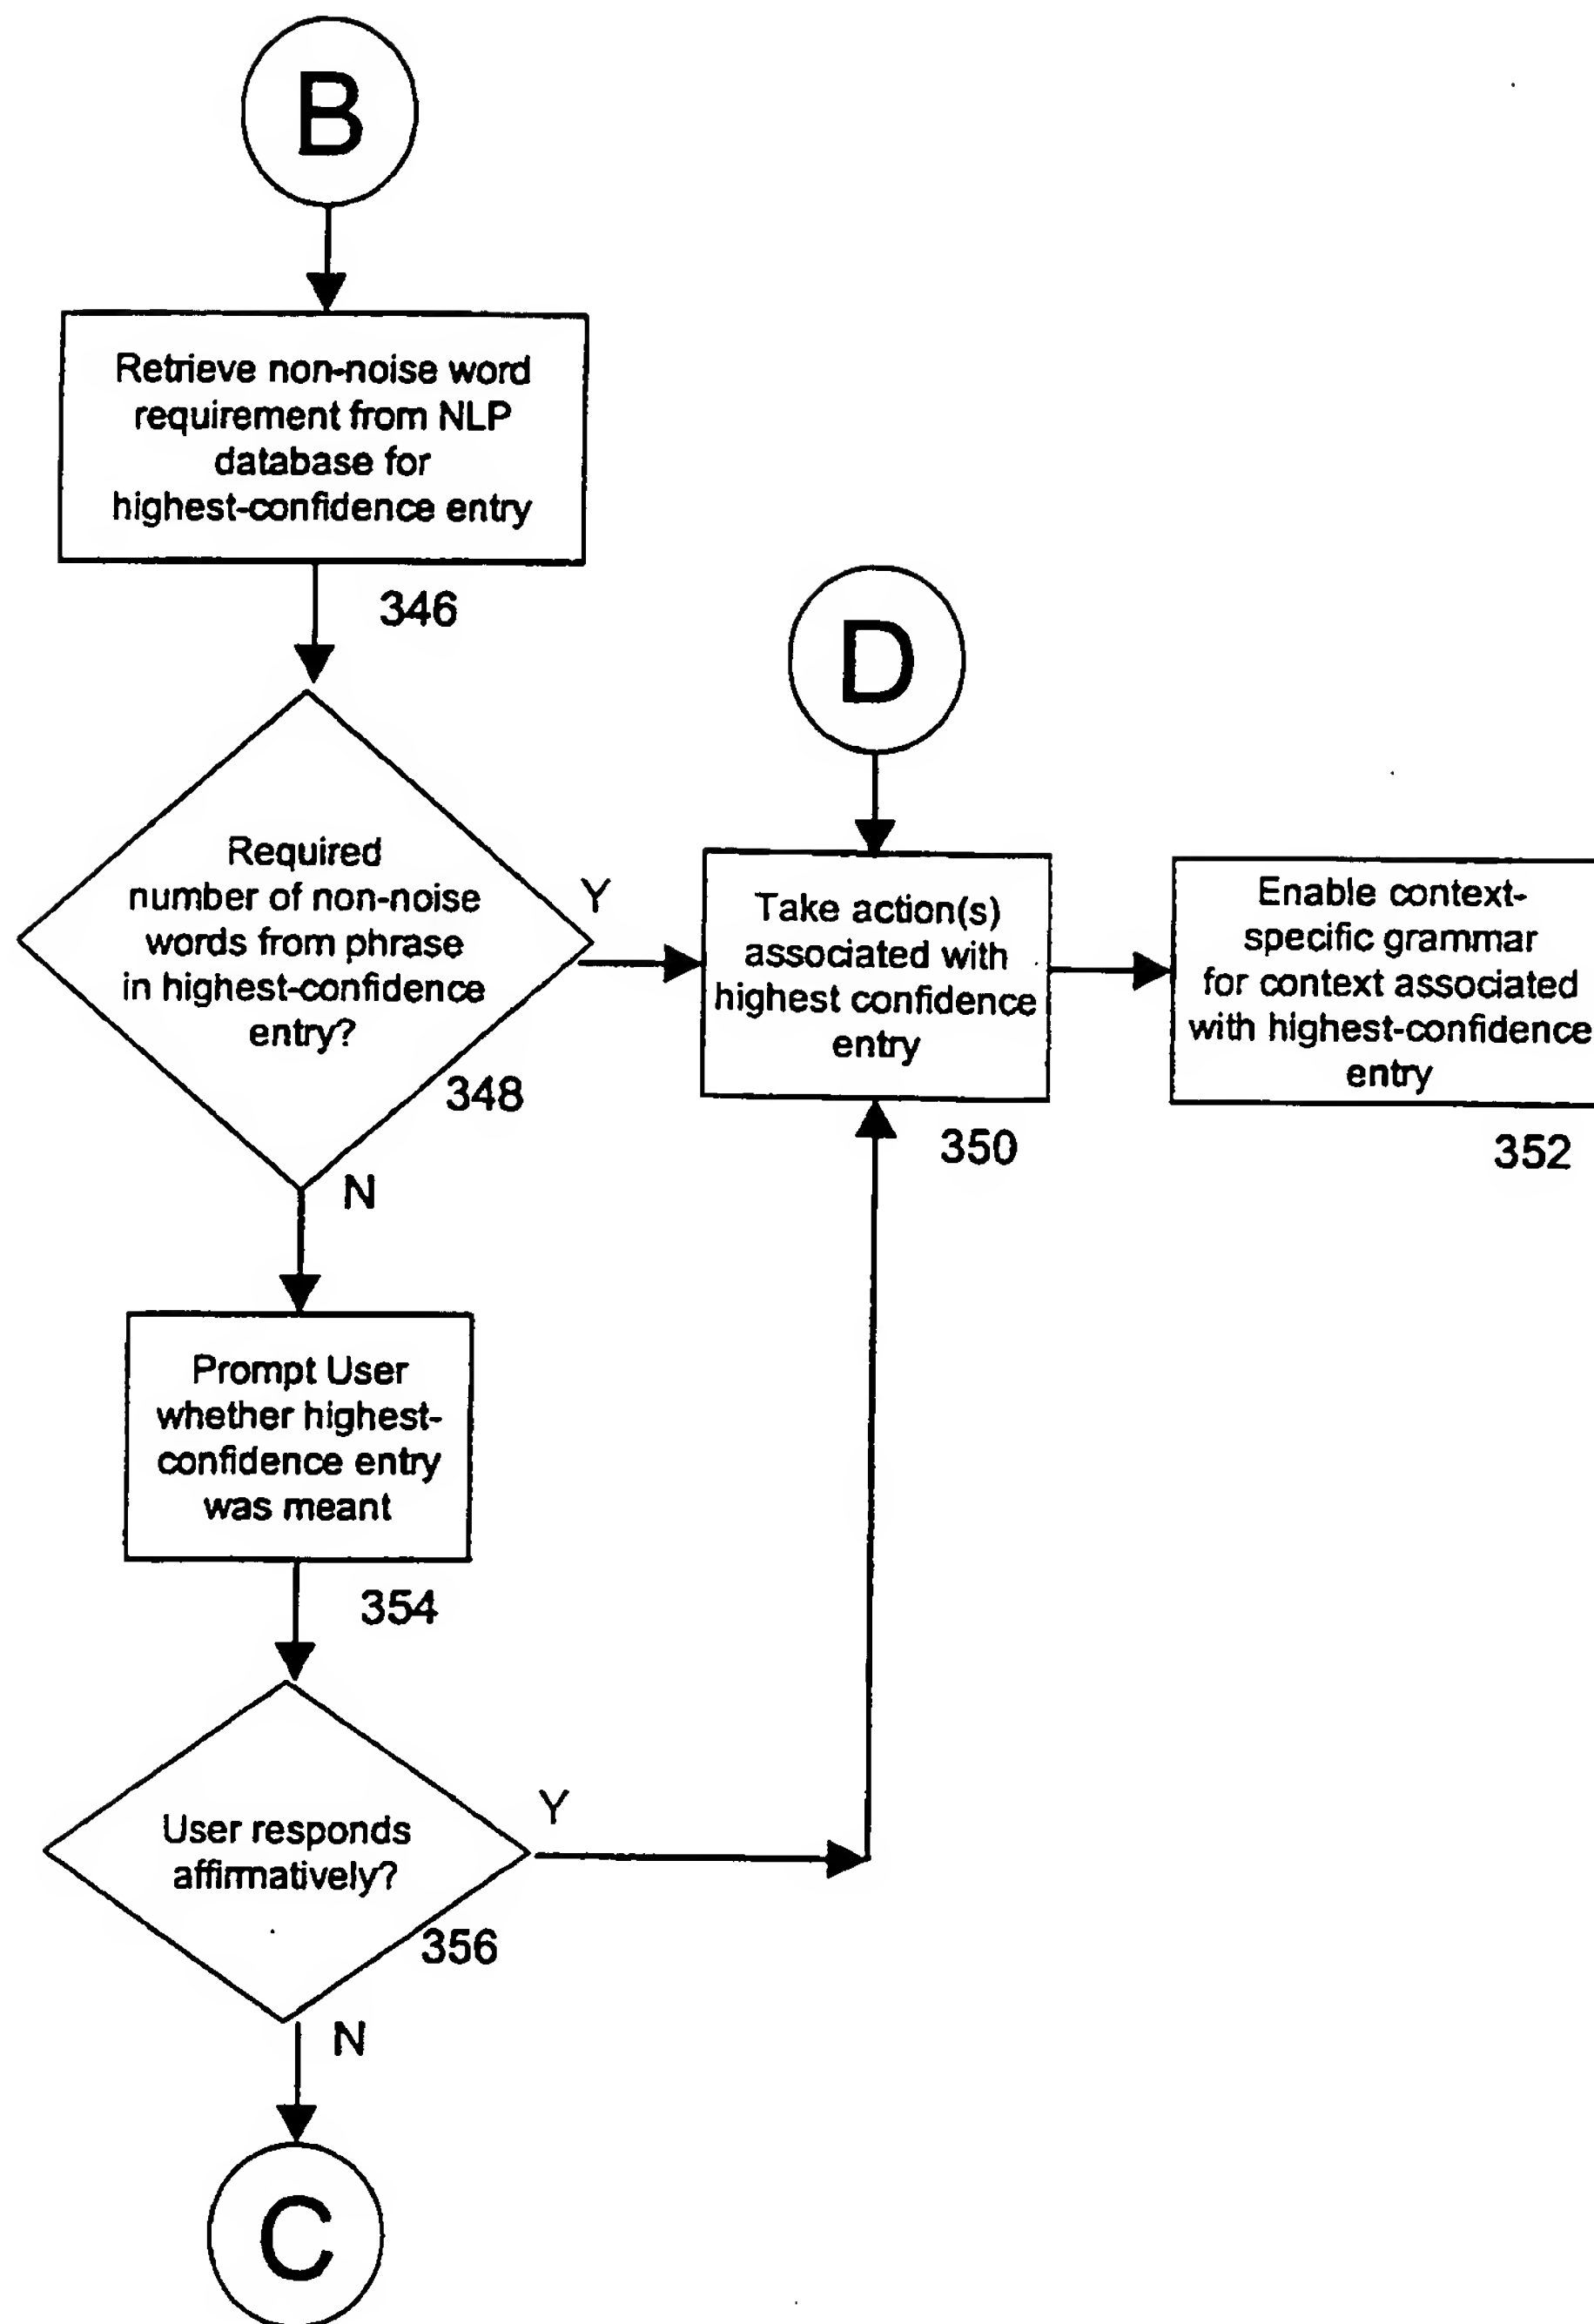 B
Retrieve non-noise word
requirement from NLP
database for
highest-confidence entry
346
D
Required
number of non-noise
words from phrase
in highest-confidence
entry?
348
Y
N
Take action(s)
associated with
highest confidence
entry
350
Enable context-
specific grammar
for context associated
with highest-confidence
entry
352
Prompt User
whether highest-
confidence entry
was meant
354
User responds
affirmatively?
356
Y
N
C